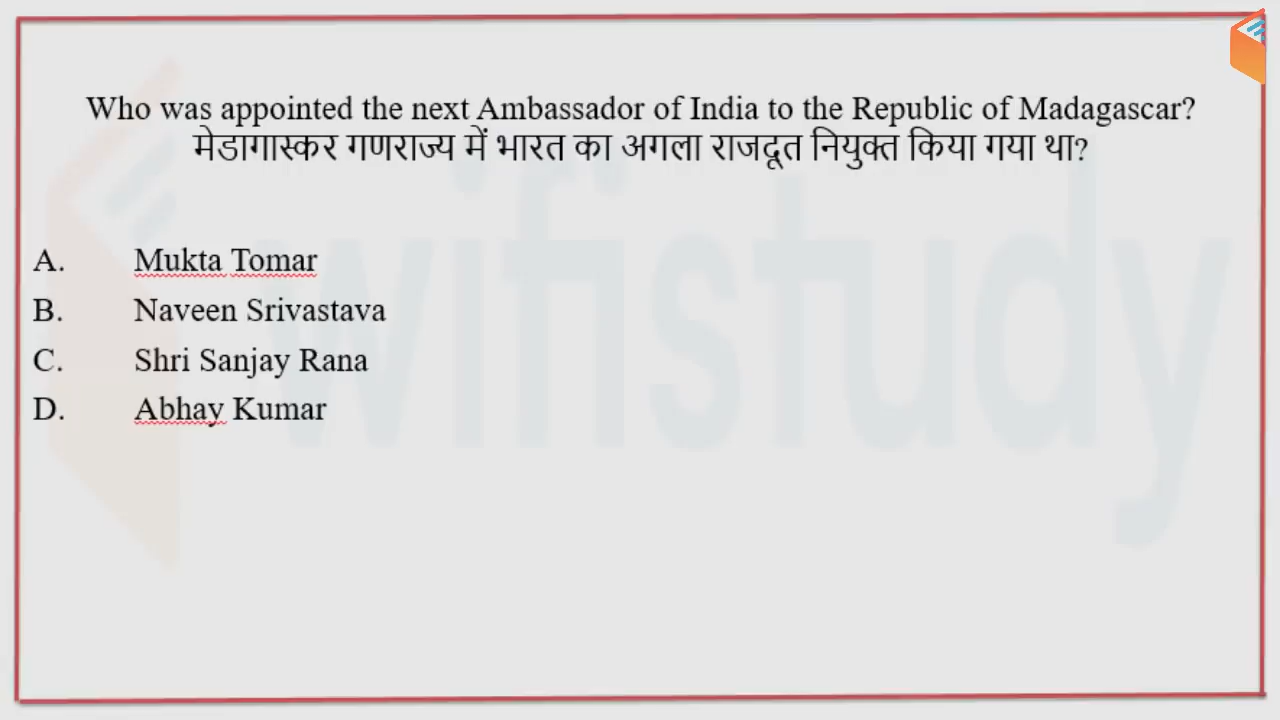 Who was appointed the next Ambassador of India to the Republic of Madagascar?
मेडागास्कर गणराज्य में भारत का अगला राजदूत नियुक्त किया गया था?
A. Mukta Tomar
B. Naveen Srivastava
C. Shri Sanjay Rana
D. Abhay Kumar
wifistudy